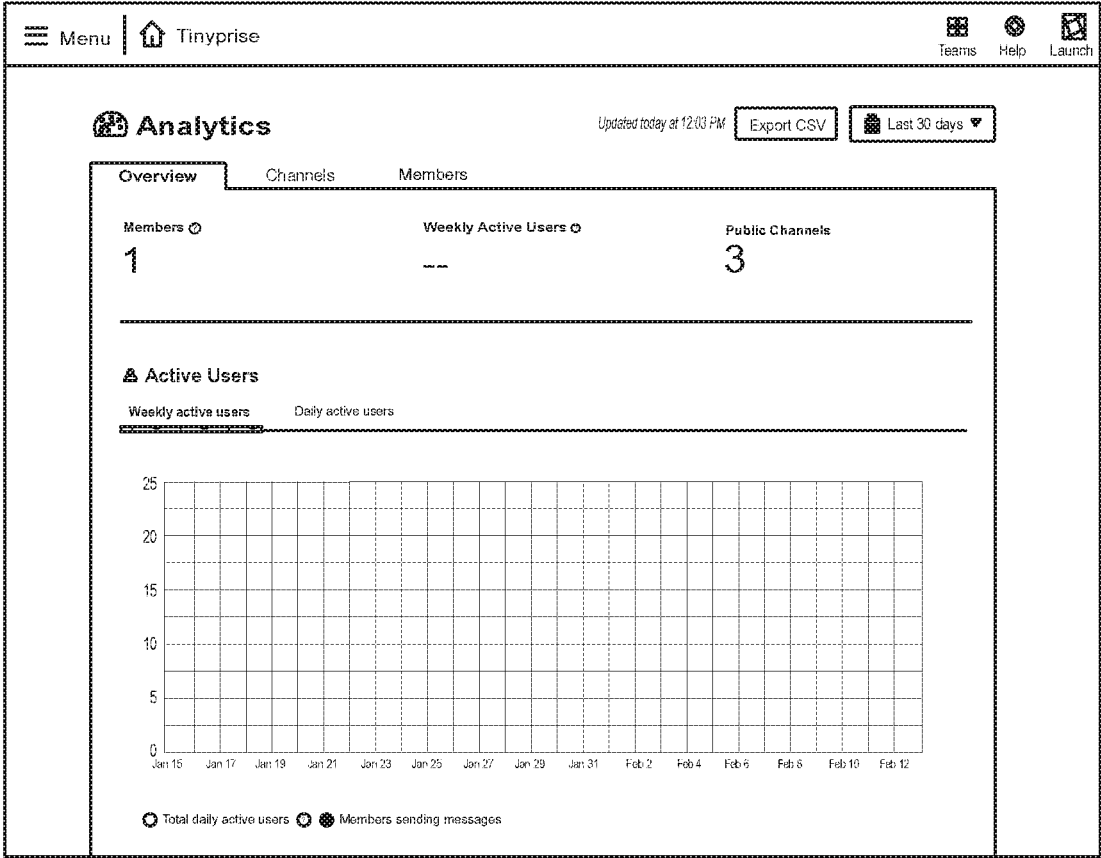 Menu Tinyprise
Teams Help Launch
Analytics
Updated today at 12:03 PM Export CSV Last 30 days
Overview Channels Members
Members Weekly Active Users Public Channels
1 -- 3
Active Users
Weekly active users Daily active users
25
20
15
10
5
0
Jan 15 Jan 17 Jan 19 Jan 21 Jan 23 Jan 25 Jan 27 Jan 29 Jan 31 Feb 2 Feb 4 Feb 6 Feb 8 Feb 10 Feb 12
Total daily active users Members sending messages